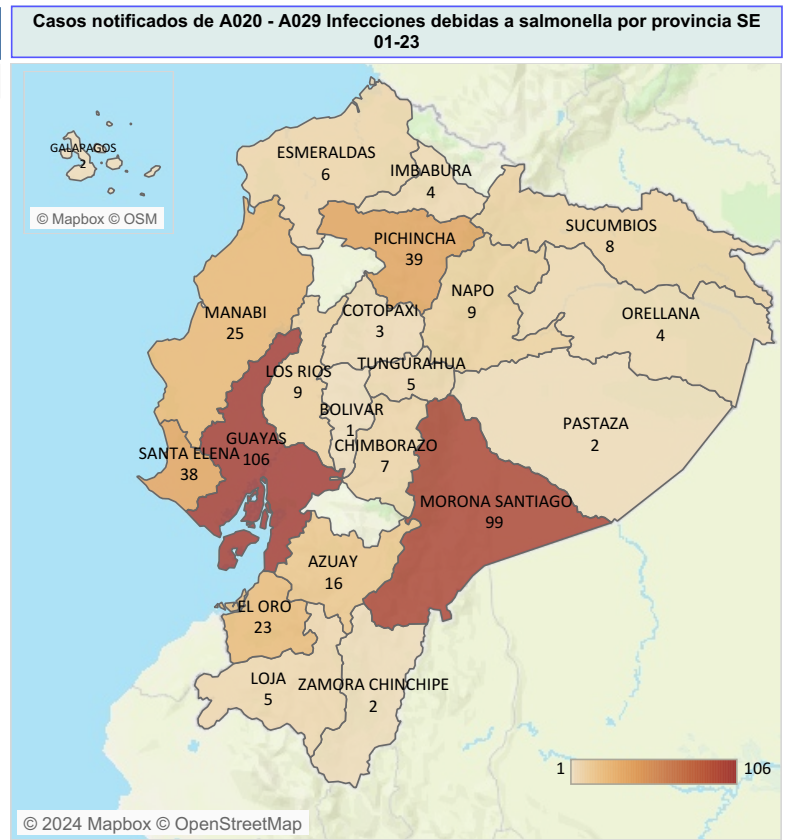 Casos notificados de A020 - A029 Infecciones debidas a salmonella por provincia SE
01-23
GALAPAGOS
2
© Mapbox © OSM
ESMERALDAS
6
IMBABURA
4
SUCUMBIOS
8
PICHINCHA
39
NAPO
9
ORELLANA
4
MANABI
25
COTOPAXI
3
TUNGURAHUA
5
LOS RIOS
9
BOLIVAR
1
PASTAZA
2
GUAYAS
106
CHIMBORAZO
7
SANTA ELENA
38
MORONA SANTIAGO
99
AZUAY
16
EL ORO
23
LOJA
5
ZAMORA CHINCHIPE
2
1 106
© 2024 Mapbox © OpenStreetMap